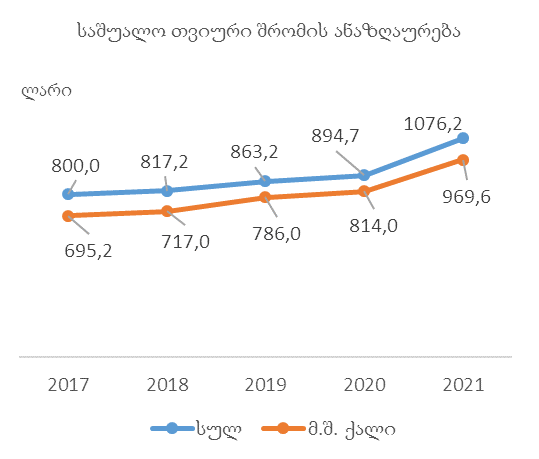 საშუალო თვიური შრომის ანაზღაურება
ლარი
800,0 817,2 863,2 894,7 1076,2
695,2 717,0 786,0 814,0 969,6
2017 2018 2019 2020 2021
სულ მ.შ. ქალი